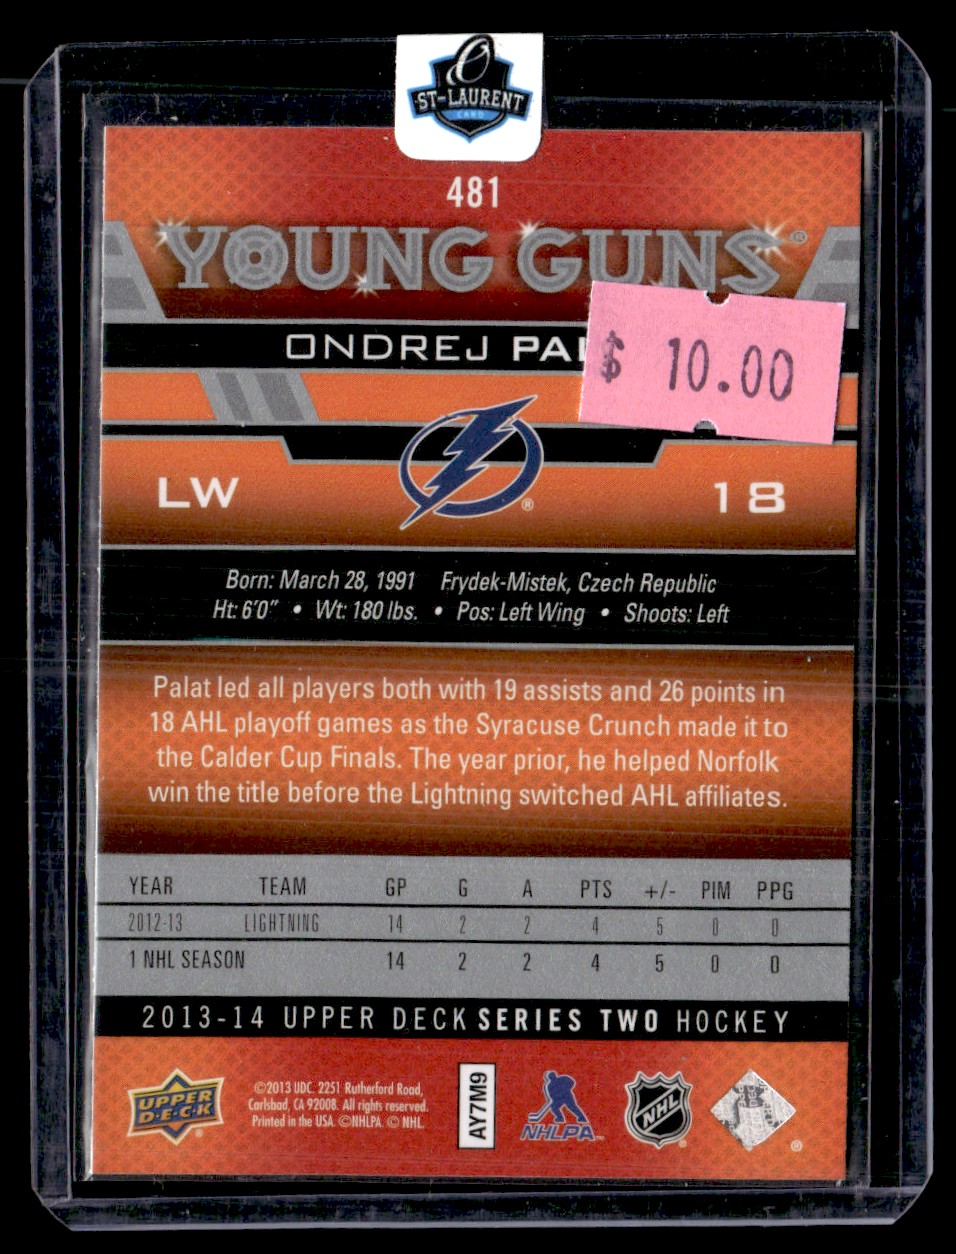 ST-LAURENT
CARD
481
YOUNG GUNS®
ONDREJ PAL
$ 10.00
LW
18
®
Born: March 28, 1991 Frydek-Mistek, Czech Republic
Ht: 6'0" • Wt: 180 lbs. • Pos: Left Wing • Shoots: Left
Palat led all players both with 19 assists and 26 points in
18 AHL playoff games as the Syracuse Crunch made it to
the Calder Cup Finals. The year prior, he helped Norfolk
win the title before the Lightning switched AHL affiliates.
YEAR TEAM GP G A PTS +/- PIM PPG
2012-13 LIGHTNING 14 2 2 4 5 0 0
1 NHL SEASON 14 2 2 4 5 0 0
2013-14 UPPER DECK SERIES TWO HOCKEY
UPPER
D·E·C·K
®
©2013 UDC. 2251 Rutherford Road,
Carlsbad, CA 92008. All rights reserved.
Printed in the USA. ©NHLPA. © NHL.
AY7M9
NHLPA™
NHL
®
®